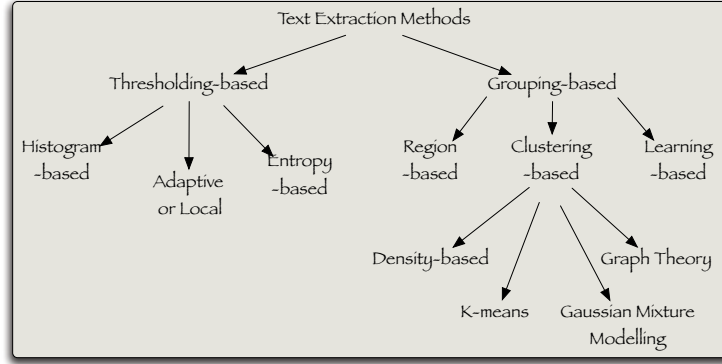 Text Extraction Methods
Thresholding-based
Grouping-based
Histogram
-based
Adaptive
or Local
Entropy
-based
Region
-based
Clustering
-based
Learning
-based
Density-based
Graph Theory
K-means
Gaussian Mixture
Modelling